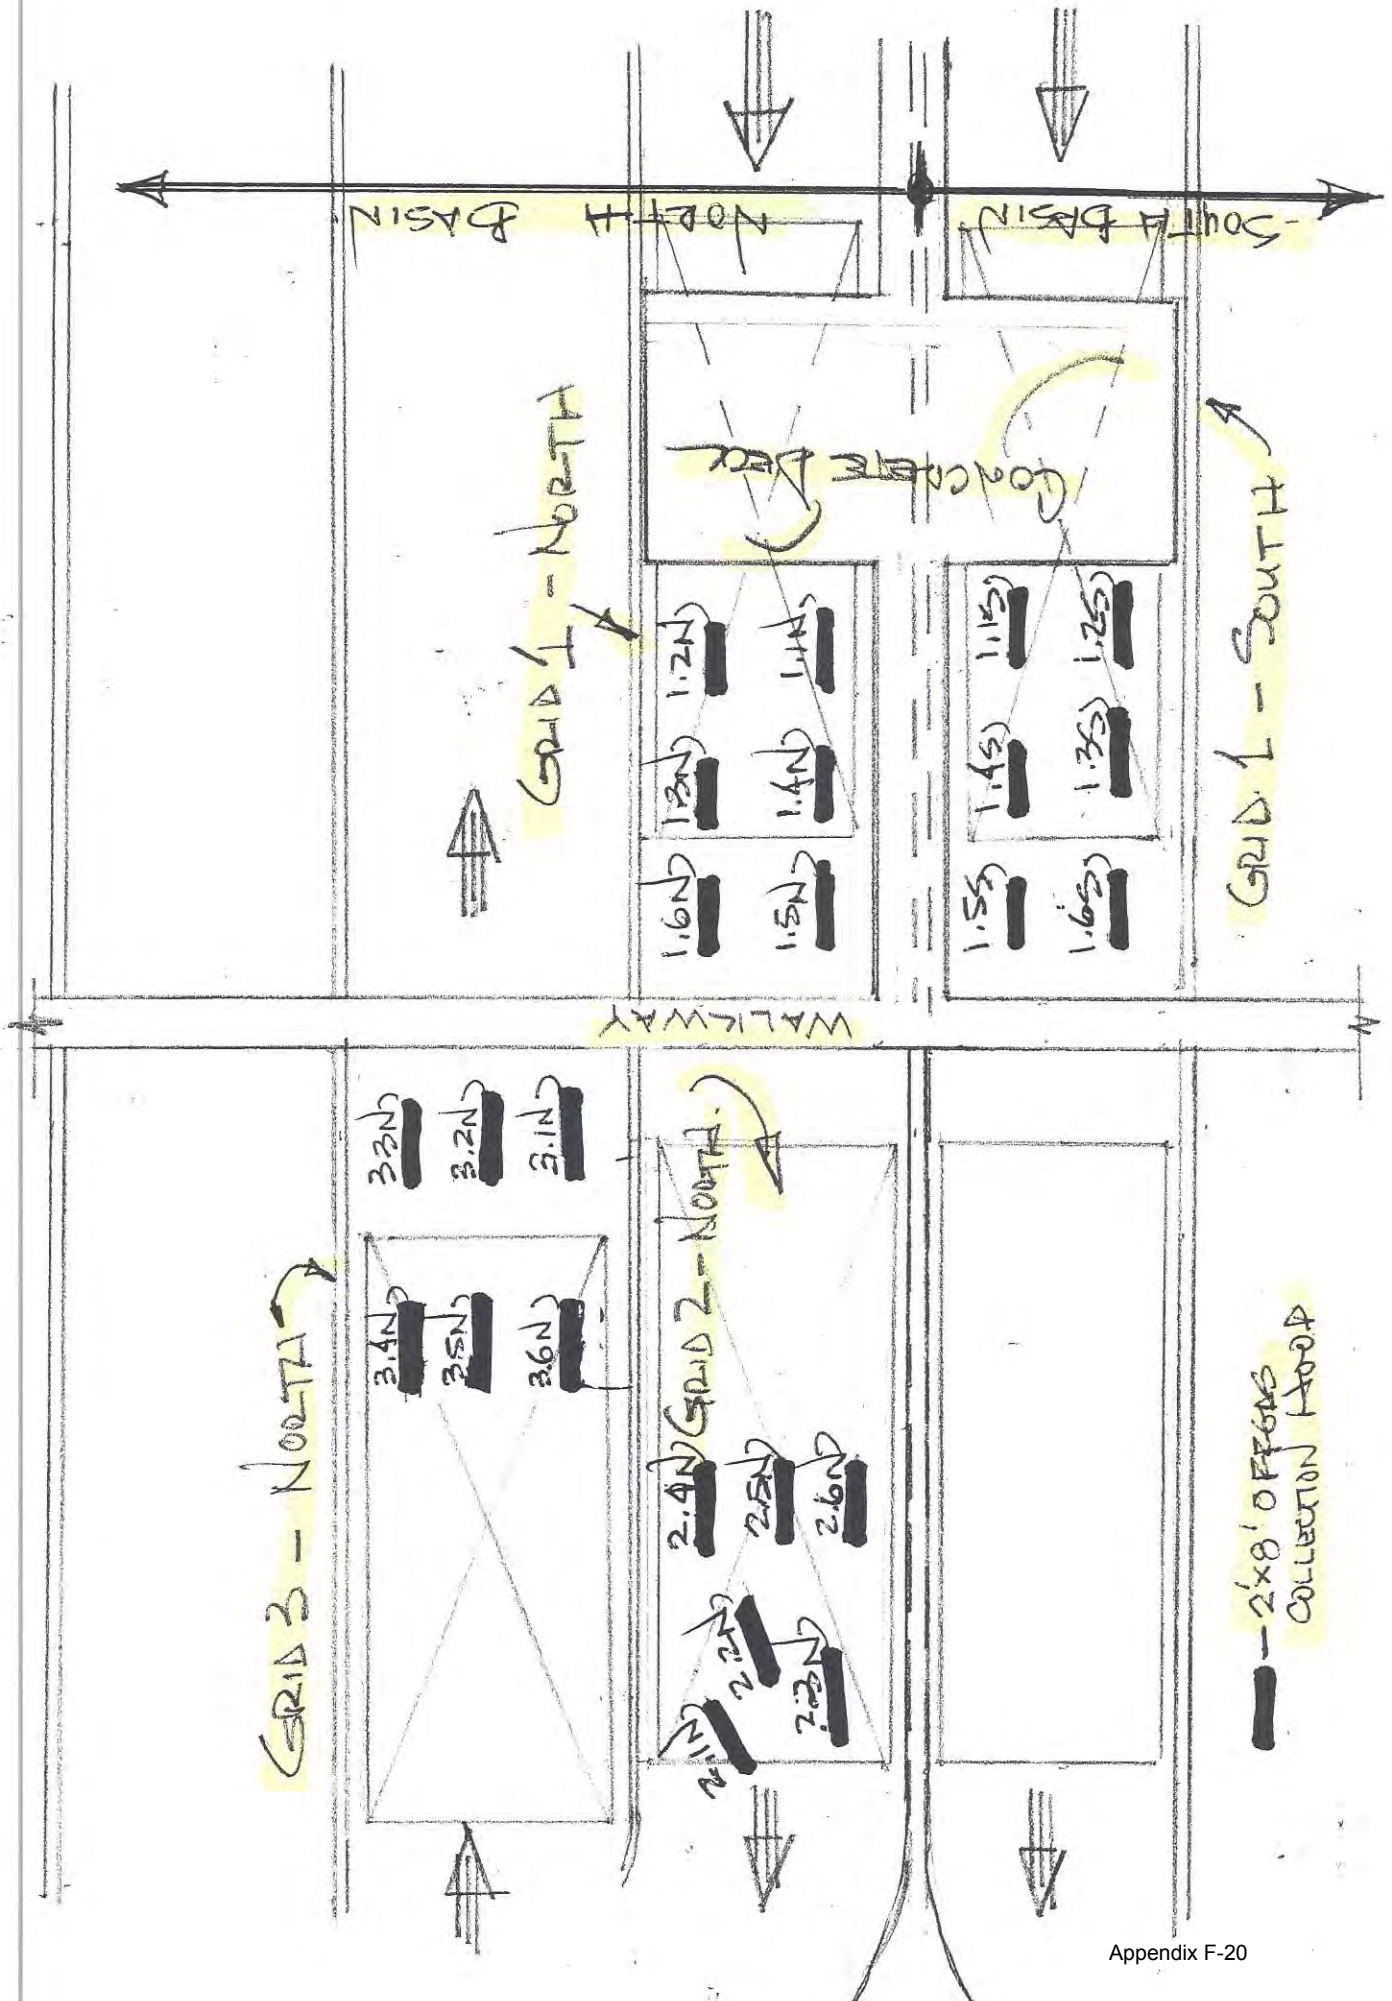 NORTH BASIN
SOUTH BASIN
CONCRETE DECK
GRID 1 - NORTH
1.2N
1.1N
1.3N
1.4N
1.6N
1.5N
1.1S
1.2S
1.4S
1.3S
1.5S
1.6S
GRID 1 - SOUTH
WALKWAY
3.3N
3.2N
3.1N
GRID 3 - NORTH
3.4N
3.5N
3.6N
GRID 2 - NORTH
2.4N
2.5N
2.6N
2.2N
2.3N
2.1N
- 2'x8' OFFGAS
COLLECTION HOOD
Appendix F-20